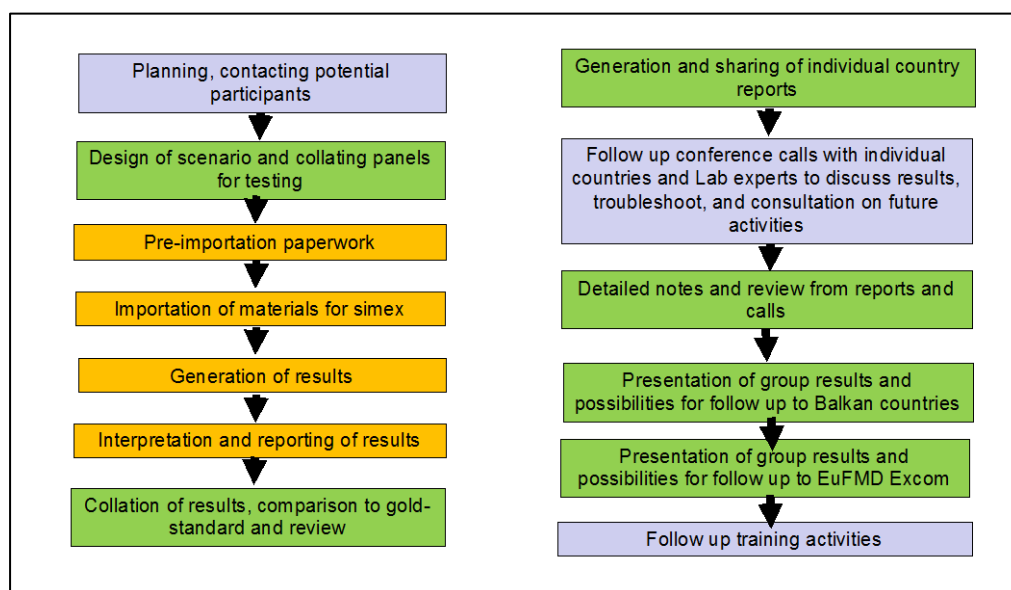 Planning, contacting potential
participants
Design of scenario and collating panels
for testing
Pre-importation paperwork
Importation of materials for simex
Generation of results
Interpretation and reporting of results
Collation of results, comparison to gold-
standard and review
Generation and sharing of individual country
reports
Follow up conference calls with individual
countries and Lab experts to discuss results,
troubleshoot, and consultation on future
activities
Detailed notes and review from reports and
calls
Presentation of group results and
possibilities for follow up to Balkan countries
Presentation of group results and
possibilities for follow up to EuFMD Excom
Follow up training activities